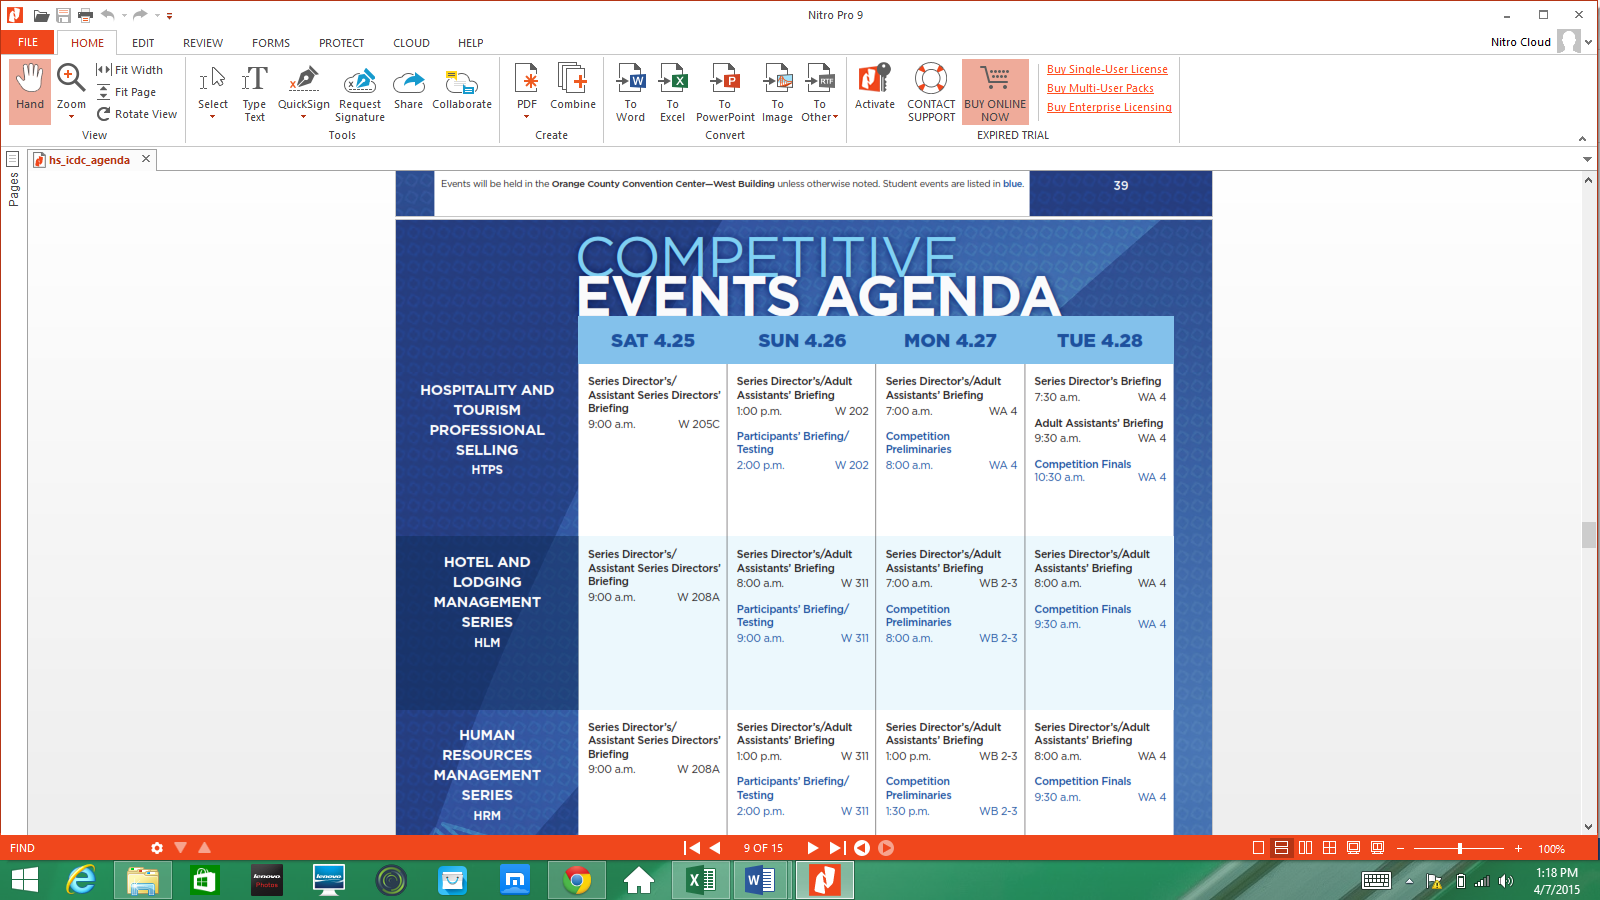 Nitro Pro 9
FILE HOME EDIT REVIEW FORMS PROTECT CLOUD HELP
Nitro Cloud
Hand
Zoom
Fit Width
Fit Page
Rotate View
View
Select
Type
Text
QuickSign
Request
Signature
Share
Collaborate
Tools
PDF
Combine
Create
To
Word
To
Excel
To
PowerPoint
To
Image
To
Other
Convert
Activate
CONTACT
SUPPORT
BUY ONLINE
NOW
EXPIRED TRIAL
Buy Single-User License
Buy Multi-User Packs
Buy Enterprise Licensing
hs_icdc_agenda
Pages
Events will be held in the Orange County Convention Center—West Building unless otherwise noted. Student events are listed in blue.
39
COMPETITIVE
EVENTS AGENDA
SAT 4.25 SUN 4.26 MON 4.27 TUE 4.28
HOSPITALITY AND
TOURISM
PROFESSIONAL
SELLING
HTPS
Series Director's/
Assistant Series Directors'
Briefing
9:00 a.m. W 205C
Series Director's/Adult
Assistants' Briefing
1:00 p.m. W 202
Participants' Briefing/
Testing
2:00 p.m. W 202
Series Director's/Adult
Assistants' Briefing
7:00 a.m. WA 4
Competition
Preliminaries
8:00 a.m. WA 4
Series Director's Briefing
7:30 a.m. WA 4
Adult Assistants' Briefing
9:30 a.m. WA 4
Competition Finals
10:30 a.m. WA 4
HOTEL AND
LODGING
MANAGEMENT
SERIES
HLM
Series Director's/
Assistant Series Directors'
Briefing
9:00 a.m. W 208A
Series Director's/Adult
Assistants' Briefing
8:00 a.m. W 311
Participants' Briefing/
Testing
9:00 a.m. W 311
Series Director's/Adult
Assistants' Briefing
7:00 a.m. WB 2-3
Competition
Preliminaries
8:00 a.m. WB 2-3
Series Director's/Adult
Assistants' Briefing
8:00 a.m. WA 4
Competition Finals
9:30 a.m. WA 4
HUMAN
RESOURCES
MANAGEMENT
SERIES
HRM
Series Director's/
Assistant Series Directors'
Briefing
9:00 a.m. W 208A
Series Director's/Adult
Assistants' Briefing
1:00 p.m. W 311
Participants' Briefing/
Testing
2:00 p.m. W 311
Series Director's/Adult
Assistants' Briefing
1:00 p.m. WB 2-3
Competition
Preliminaries
1:30 p.m. WB 2-3
Series Director's/Adult
Assistants' Briefing
8:00 a.m. WA 4
Competition Finals
9:30 a.m. WA 4
FIND
9 OF 15
100%
lenovo
Photos
lenovo
1:18 PM
4/7/2015